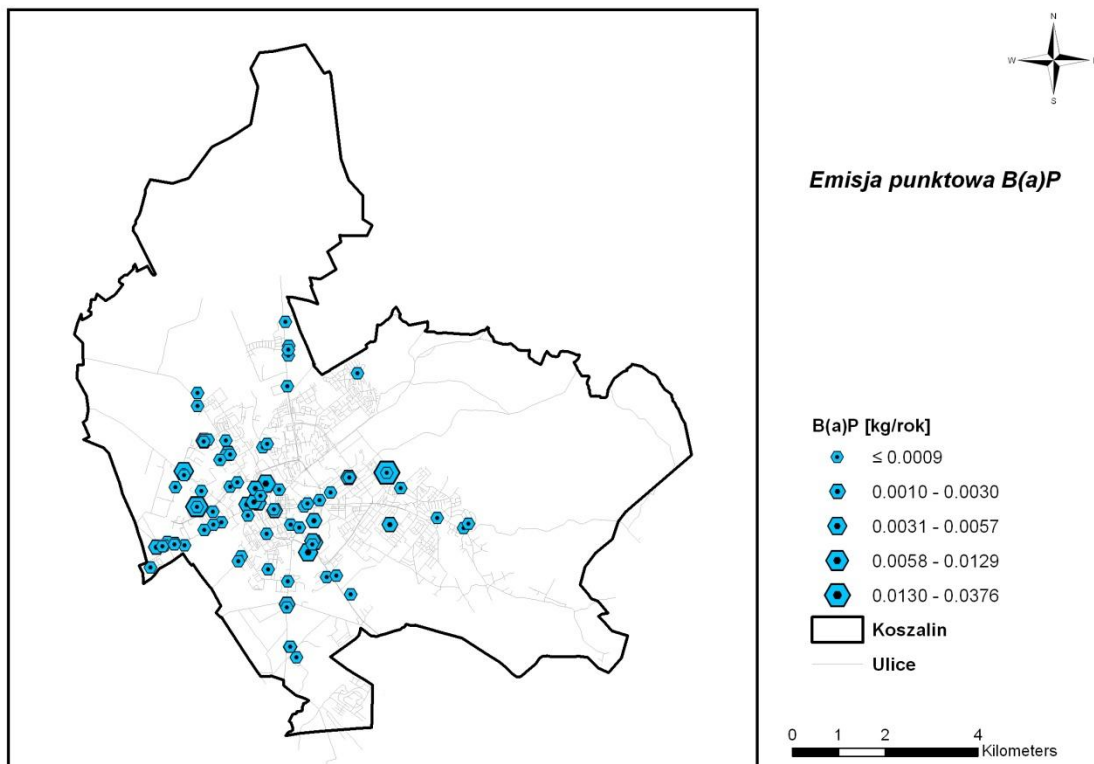 N
W
S
Emisja punktowa B(a)P
B(a)P [kg/rok]
≤ 0.0009
0.0010 - 0.0030
0.0031 - 0.0057
0.0058 - 0.0129
0.0130 - 0.0376
Koszalin
Ulice
0 1 2 4
Kilometers